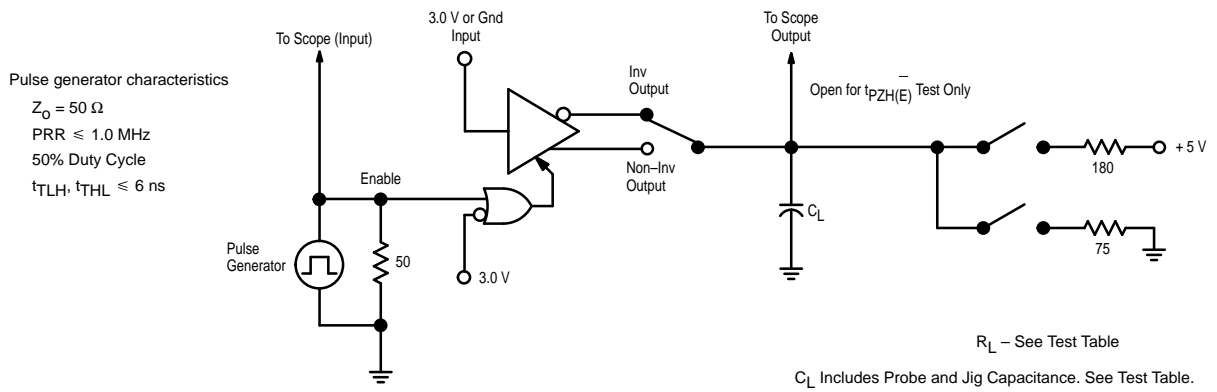 3.0 V or Gnd
Input
To Scope
Output
To Scope (Input)
Pulse generator characteristics
Zo = 50 Ω
PRR ≤ 1.0 MHz
50% Duty Cycle
tTLH, tTHL ≤ 6 ns
Inv
Output
Open for tPZH(E̅) Test Only
+ 5 V
180
Non–Inv
Output
Enable
CL
75
Pulse
Generator
50
3.0 V
RL – See Test Table
CL Includes Probe and Jig Capacitance. See Test Table.